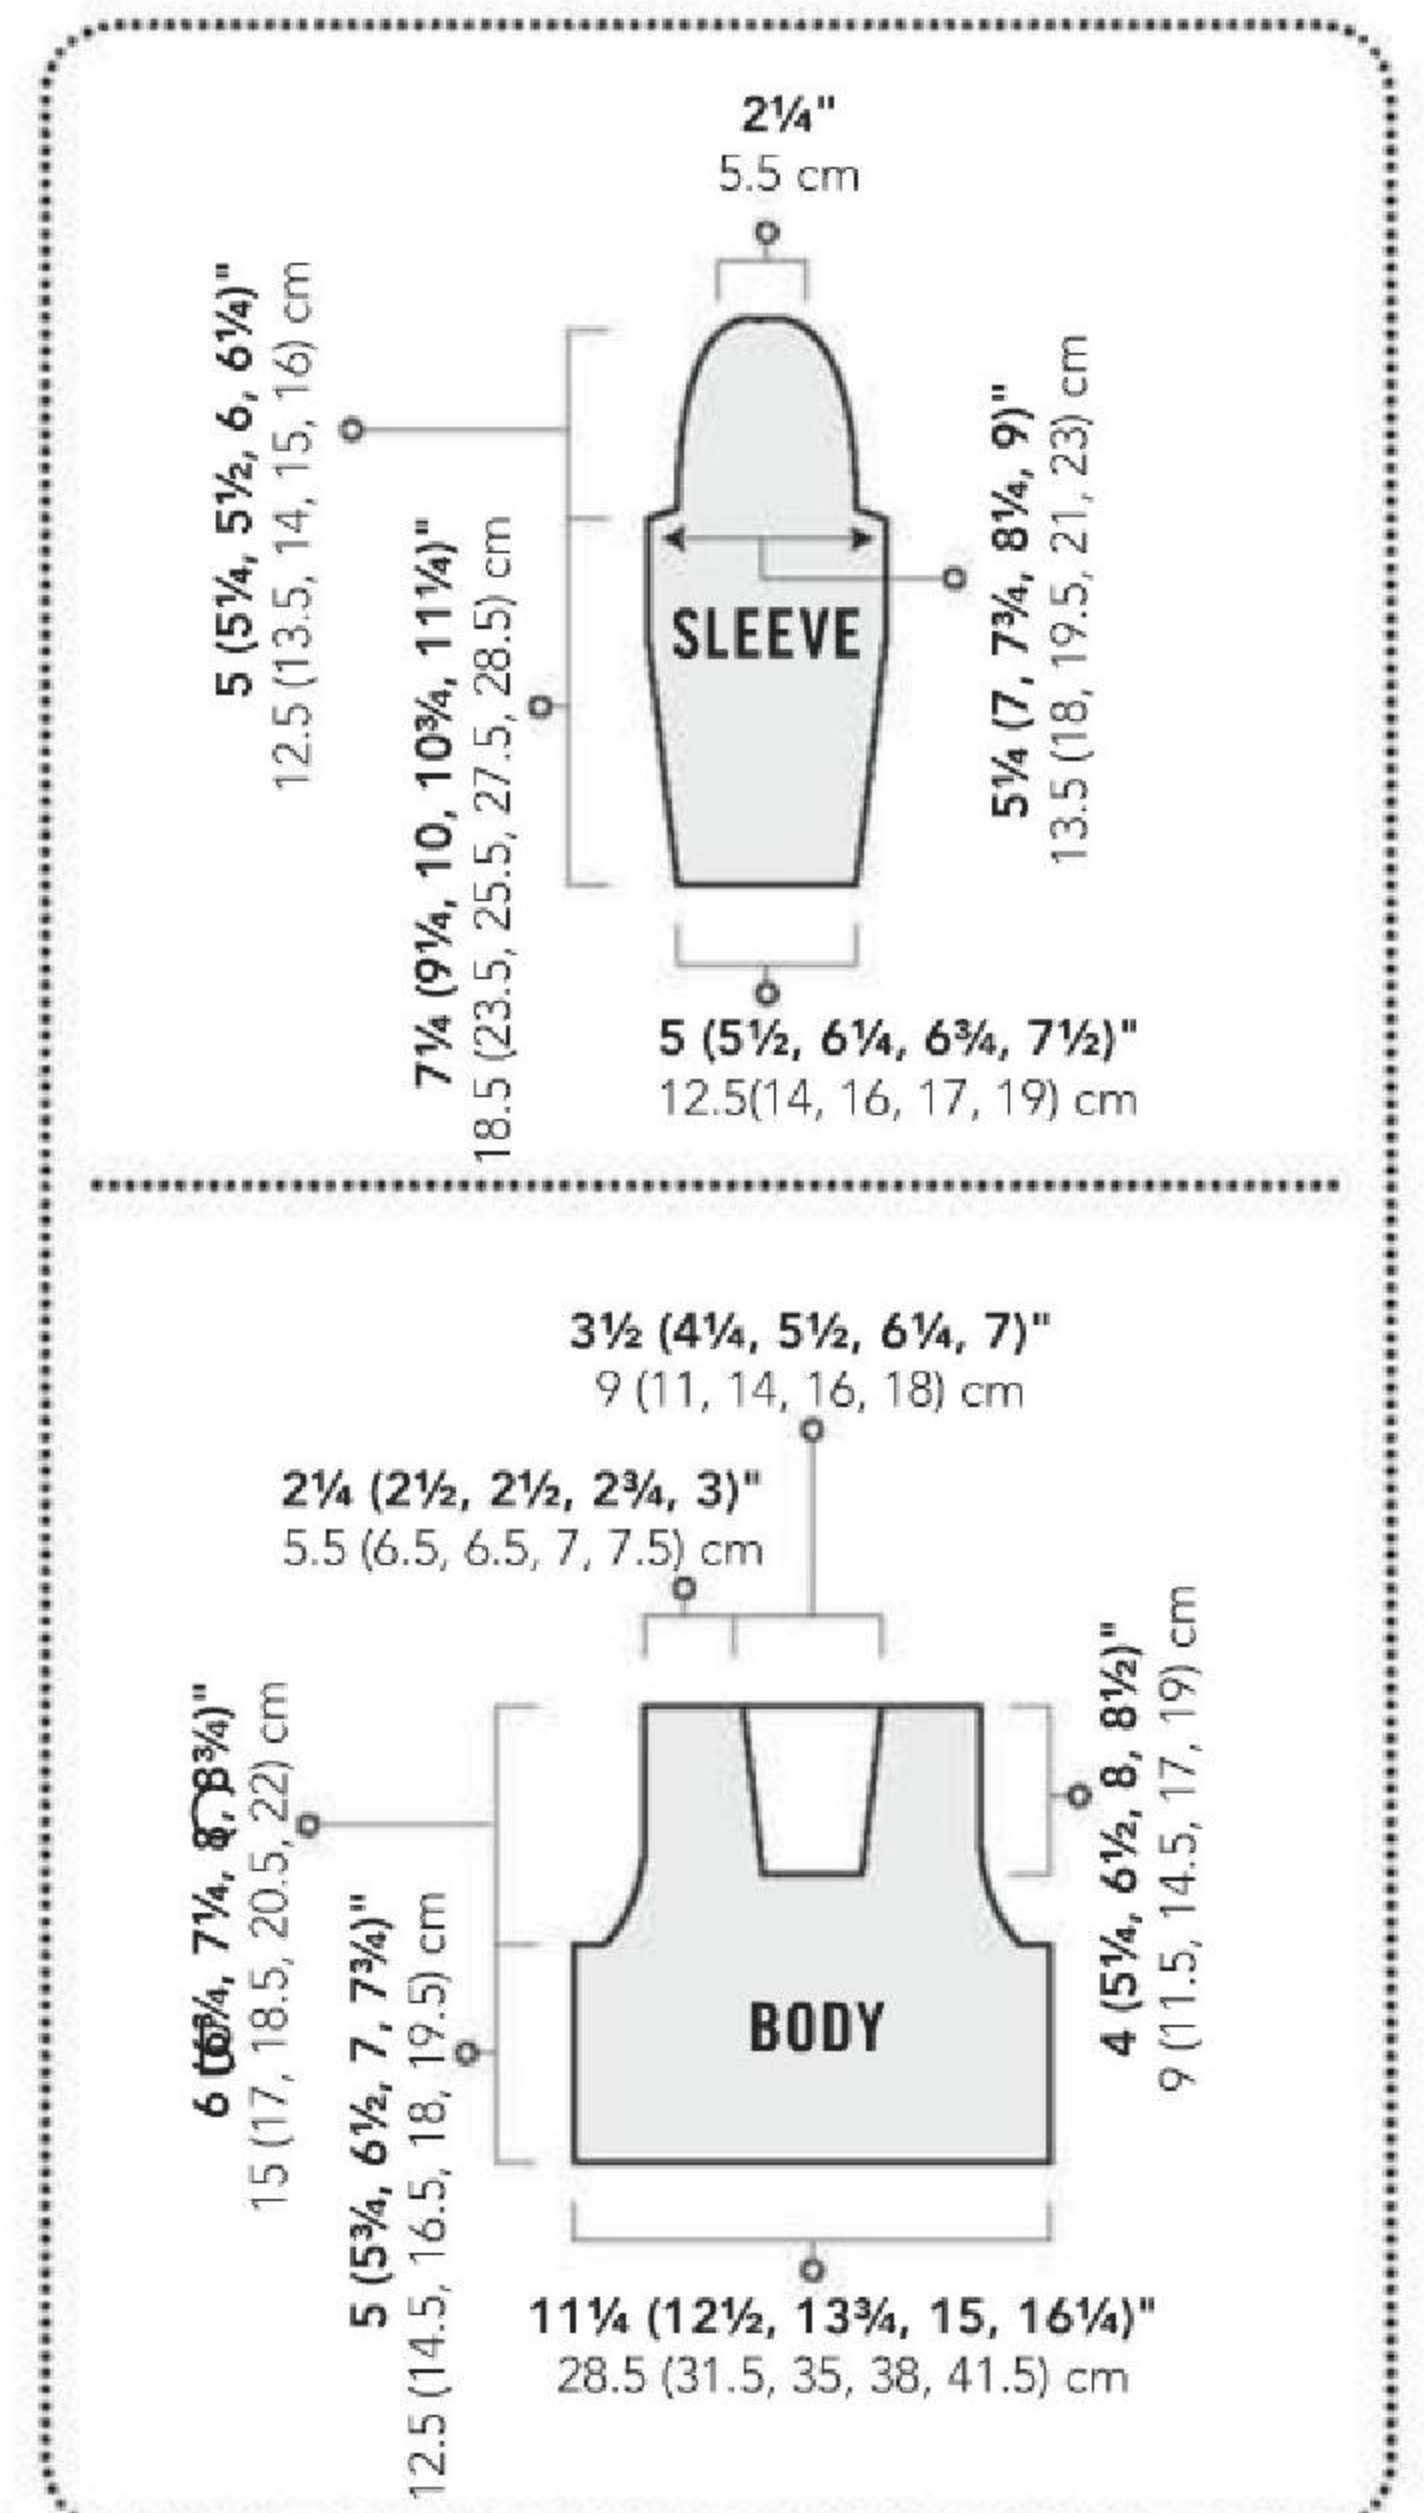 2¼"
5.5 cm
5 (5¼, 5½, 6, 6¼)"
12.5 (13.5, 14, 15, 16) cm
7¼ (9¼, 10, 10¾, 11¼)"
18.5 (23.5, 25.5, 27.5, 28.5) cm
SLEEVE
5¼ (7, 7¾, 8¼, 9)"
13.5 (18, 19.5, 21, 23) cm
5 (5½, 6¼, 6¾, 7½)"
12.5(14, 16, 17, 19) cm
3½ (4¼, 5½, 6¼, 7)"
9 (11, 14, 16, 18) cm
2¼ (2½, 2½, 2¾, 3)"
5.5 (6.5, 6.5, 7, 7.5) cm
6 (6¾, 7¼, 8, 8¾)"
15 (17, 18.5, 20.5, 22) cm
5 (5¾, 6½, 7, 7¾)"
12.5 (14.5, 16.5, 18, 19.5) cm
BODY
4 (5¼, 6½, 8, 8½)"
9 (11.5, 14.5, 17, 19) cm
11¼ (12½, 13¾, 15, 16¼)"
28.5 (31.5, 35, 38, 41.5) cm